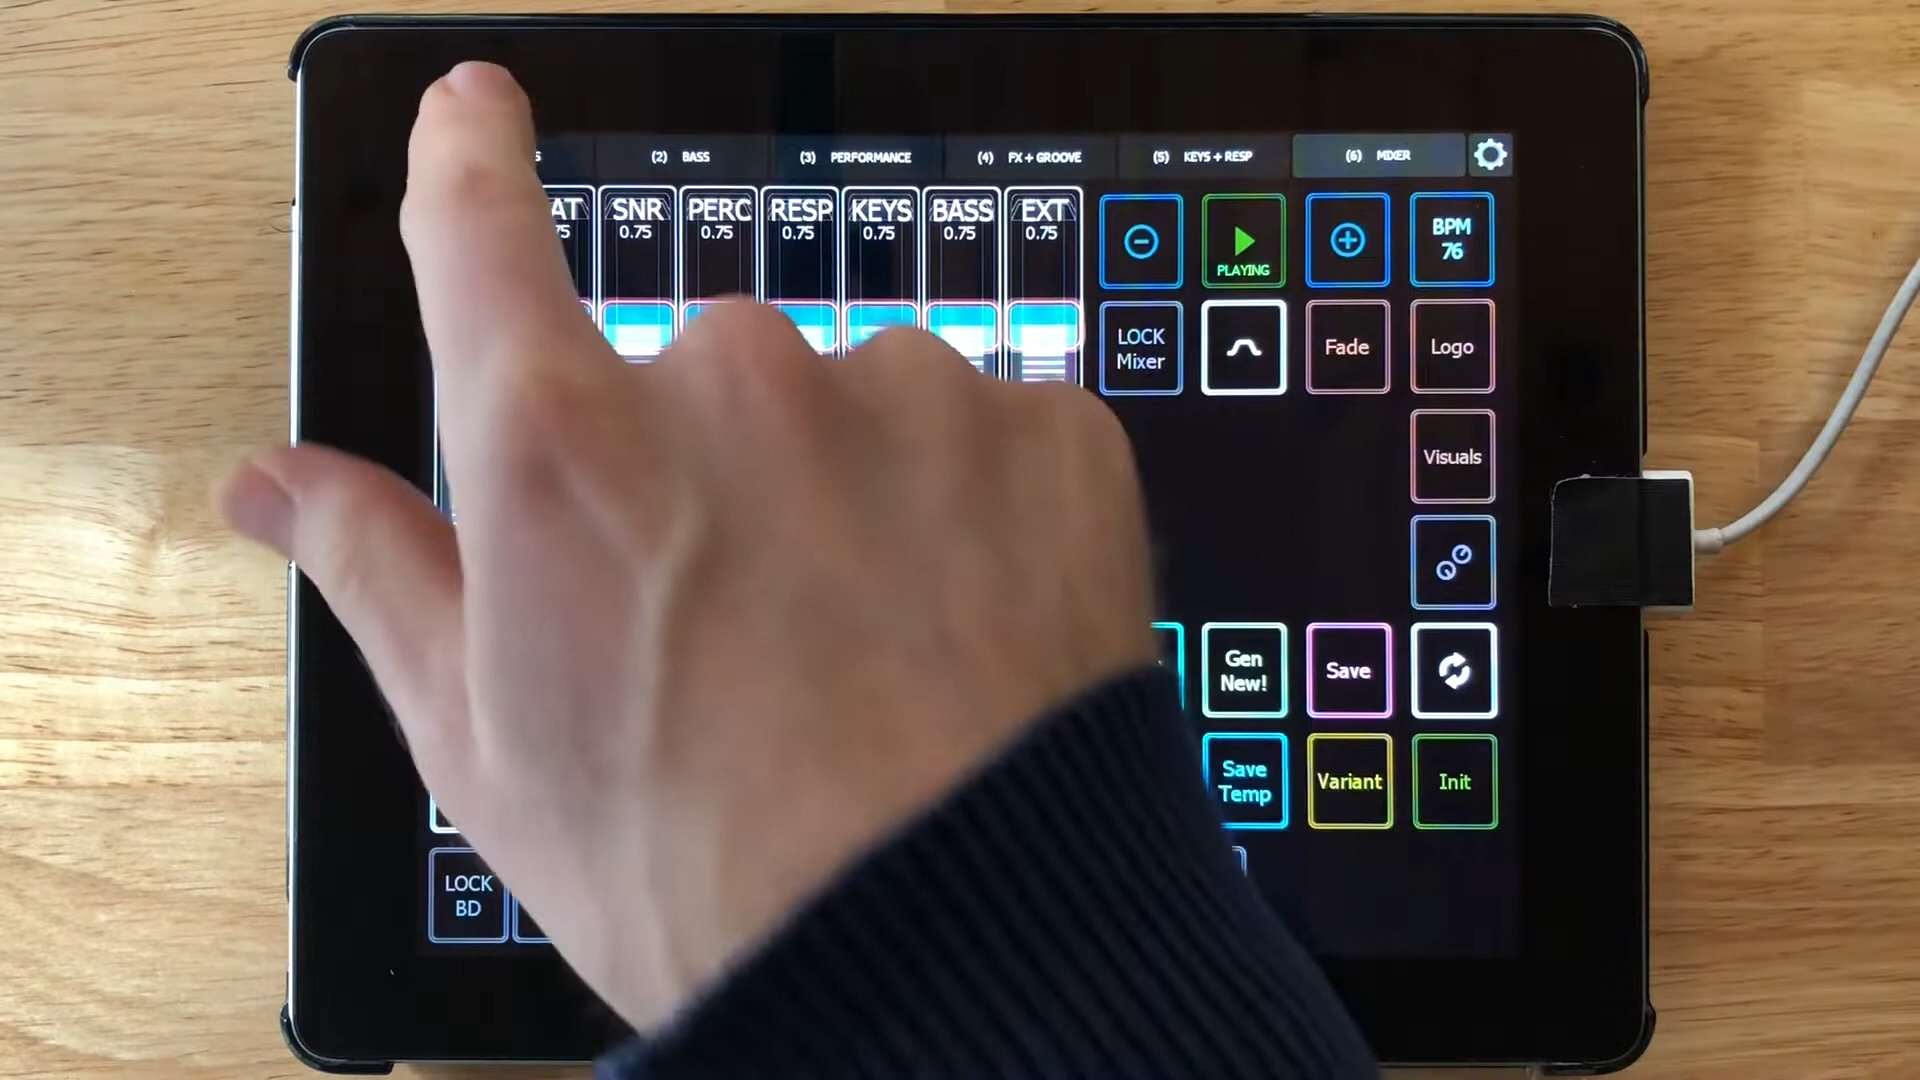 (2) BASS
(3) PERFORMANCE
(4) FX + GROOVE
(5) KEYS + RESP
(6) MIXER
SNR
0.75
PERC
0.75
RESP
0.75
KEYS
0.75
BASS
0.75
EXT
0.75
PLAYING
BPM
76
LOCK
Mixer
Fade
Logo
Visuals
Gen
New!
Save
Save
Temp
Variant
Init
LOCK
BD